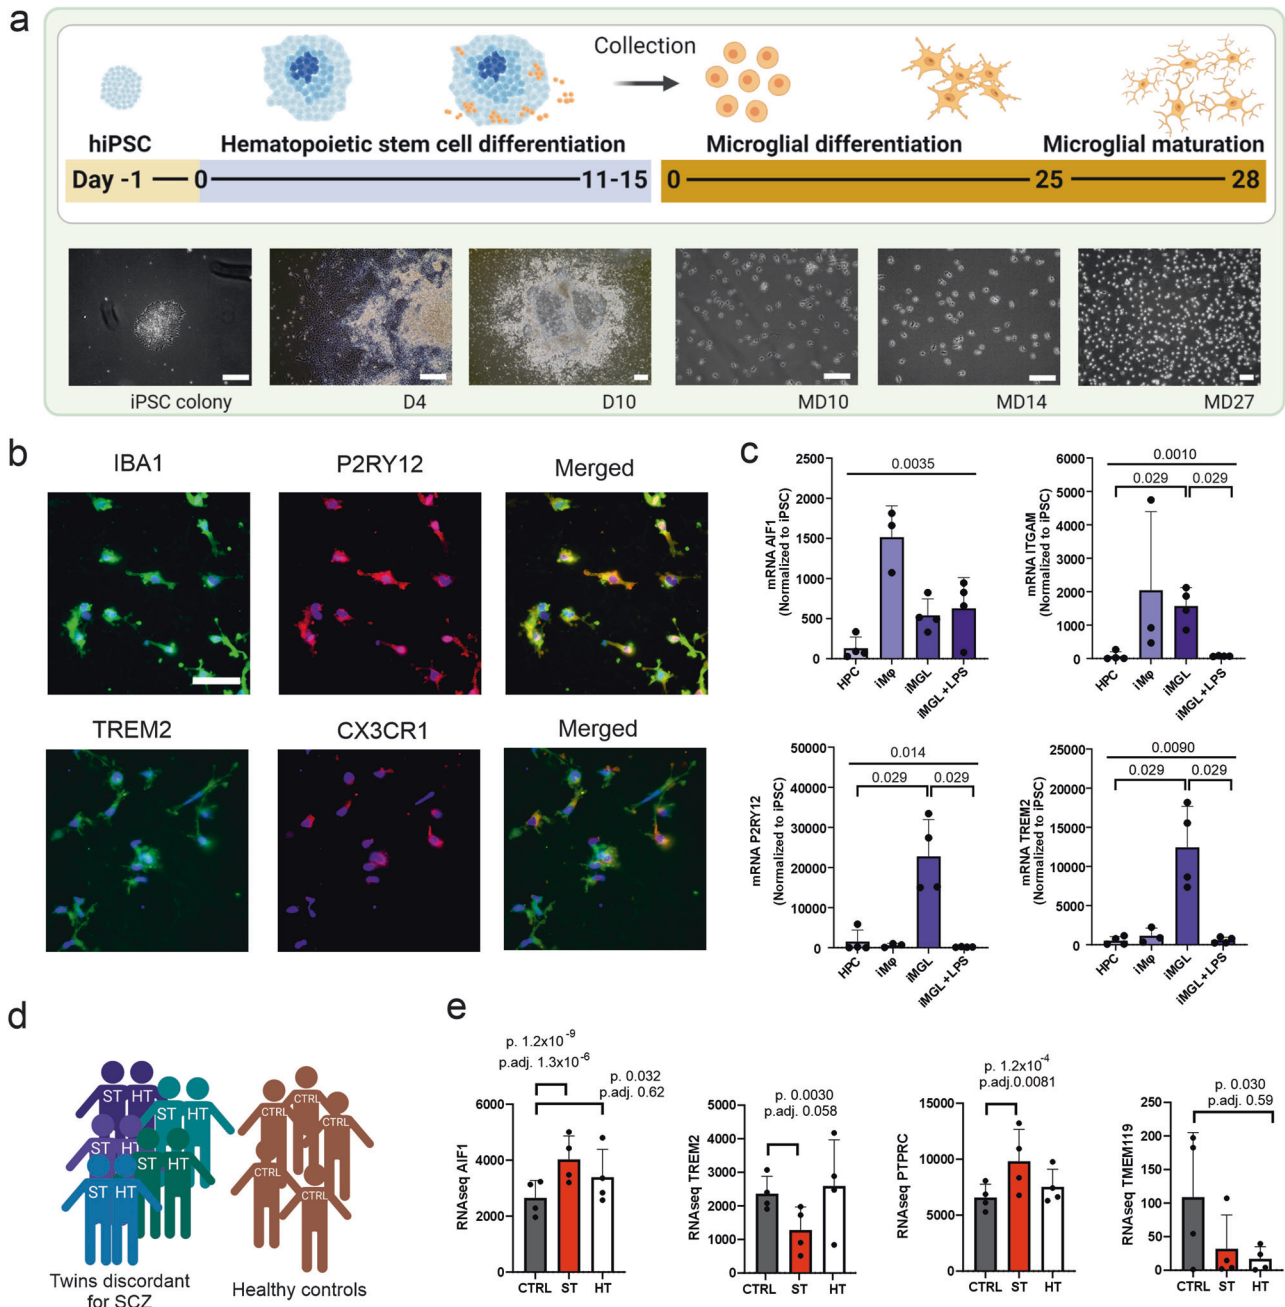 a
Collection
hiPSC
Hematopoietic stem cell differentiation
Microglial differentiation
Microglial maturation
Day -1
0
11-15
0
25
28
iPSC colony
D4
D10
MD10
MD14
MD27
b
IBA1
P2RY12
Merged
TREM2
CX3CR1
Merged
c
mRNA AIF1
(Normalized to iPSC)
2500
2000
1500
1000
500
0
0.0035
HPC
iMφ
iMGL
iMGL+LPS
mRNA ITGAM
(Normalized to iPSC)
6000
5000
4000
3000
2000
1000
0
0.0010
0.029
0.029
HPC
iMφ
iMGL
iMGL+LPS
mRNA P2RY12
(Normalized to iPSC)
50000
40000
30000
20000
10000
0
0.014
0.029
0.029
HPC
iMφ
iMGL
iMGL+LPS
mRNA TREM2
(Normalized to iPSC)
25000
20000
15000
10000
5000
0
0.0090
0.029
0.029
HPC
iMφ
iMGL
iMGL+LPS
d
ST HT
ST HT
ST HT
ST HT
ST HT
CTRL
CTRL
CTRL
CTRL
CTRL
Twins discordant
for SCZ
Healthy controls
e
p. 1.2x10⁻⁹
p.adj. 1.3x10⁻⁶
p. 0.032
p.adj. 0.62
RNAseq AIF1
6000
4000
2000
0
CTRL
ST
HT
p. 0.0030
p.adj. 0.058
RNAseq TREM2
5000
4000
3000
2000
1000
0
CTRL
ST
HT
p. 1.2x10⁻⁴
p.adj.0.0081
RNAseq PTPRC
15000
10000
5000
0
CTRL
ST
HT
p. 0.030
p.adj. 0.59
RNAseq TMEM119
250
200
150
100
50
0
CTRL
ST
HT